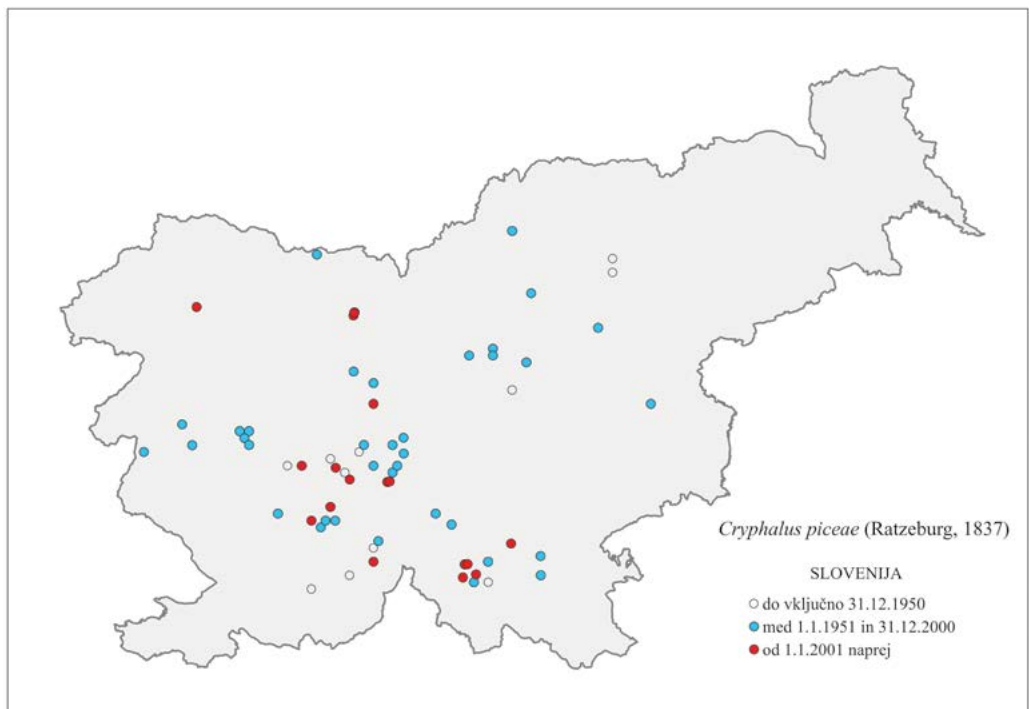 Cryphalus piceae (Ratzeburg, 1837)
SLOVENIJA
do vključno 31.12.1950
med 1.1.1951 in 31.12.2000
od 1.1.2001 naprej